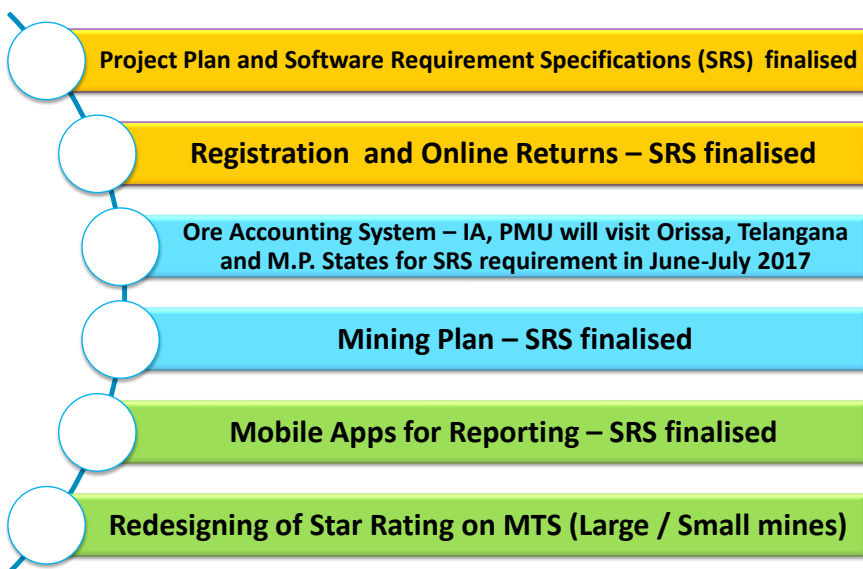 Project Plan and Software Requirement Specifications (SRS) finalised
Registration and Online Returns – SRS finalised
Ore Accounting System – IA, PMU will visit Orissa, Telangana
and M.P. States for SRS requirement in June-July 2017
Mining Plan – SRS finalised
Mobile Apps for Reporting – SRS finalised
Redesigning of Star Rating on MTS (Large / Small mines)